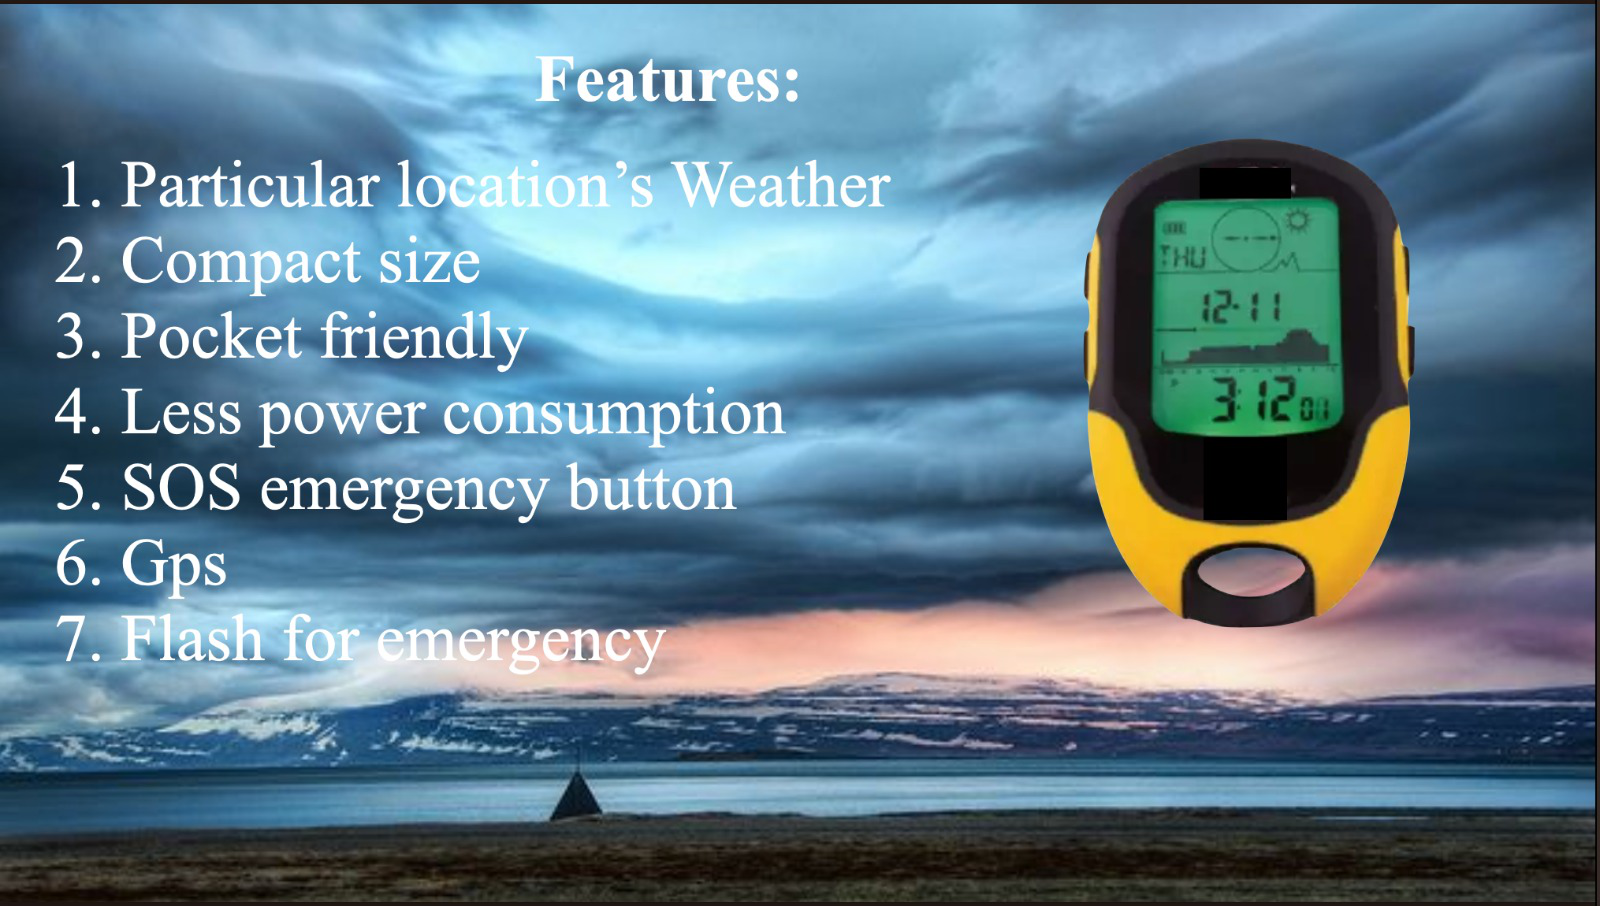 Features:
1. Particular location’s Weather
2. Compact size
3. Pocket friendly
4. Less power consumption
5. SOS emergency button
6. Gps
7. Flash for emergency
THU
12-11
P
3:12 01